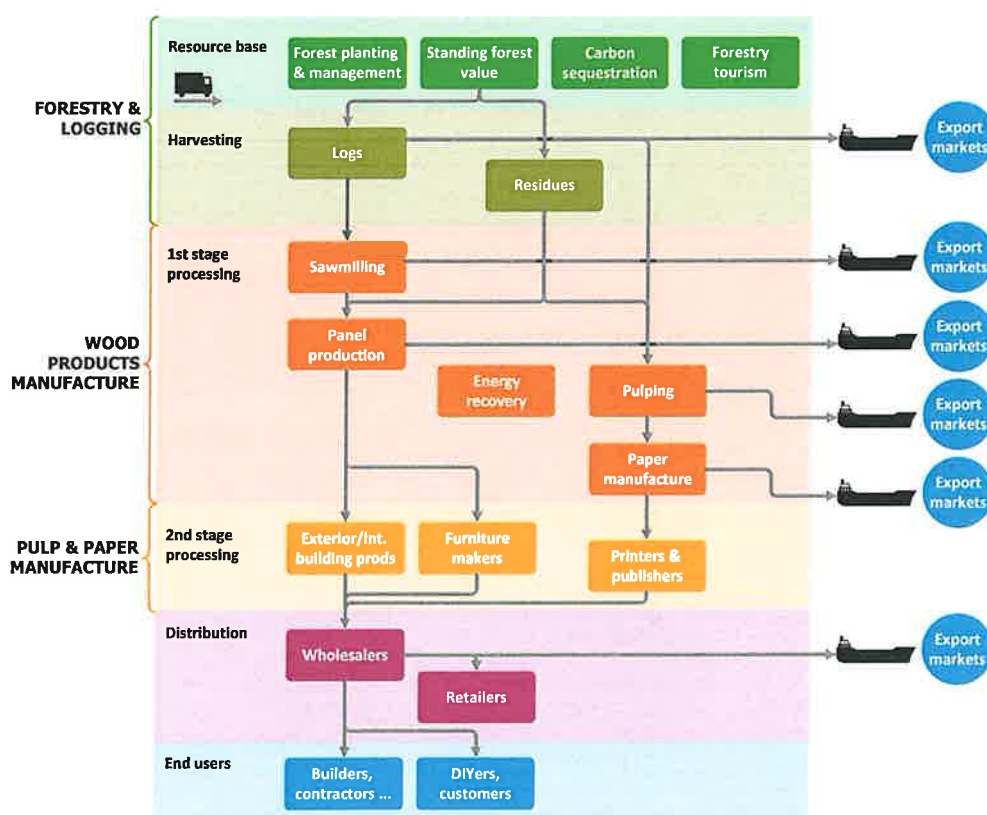 Resource base
Forest planting
& management
Standing forest
value
Carbon
sequestration
Forestry
tourism
FORESTRY &
LOGGING
Harvesting
Logs
Residues
Export
markets
1st stage
processing
Sawmilling
Export
markets
WOOD
PRODUCTS
MANUFACTURE
Panel
production
Export
markets
Energy
recovery
Pulping
Export
markets
Paper
manufacture
Export
markets
PULP & PAPER
MANUFACTURE
2nd stage
processing
Exterior/Int.
building prods
Furniture
makers
Printers &
publishers
Distribution
Wholesalers
Retailers
Export
markets
End users
Builders,
contractors ...
DIYers,
customers